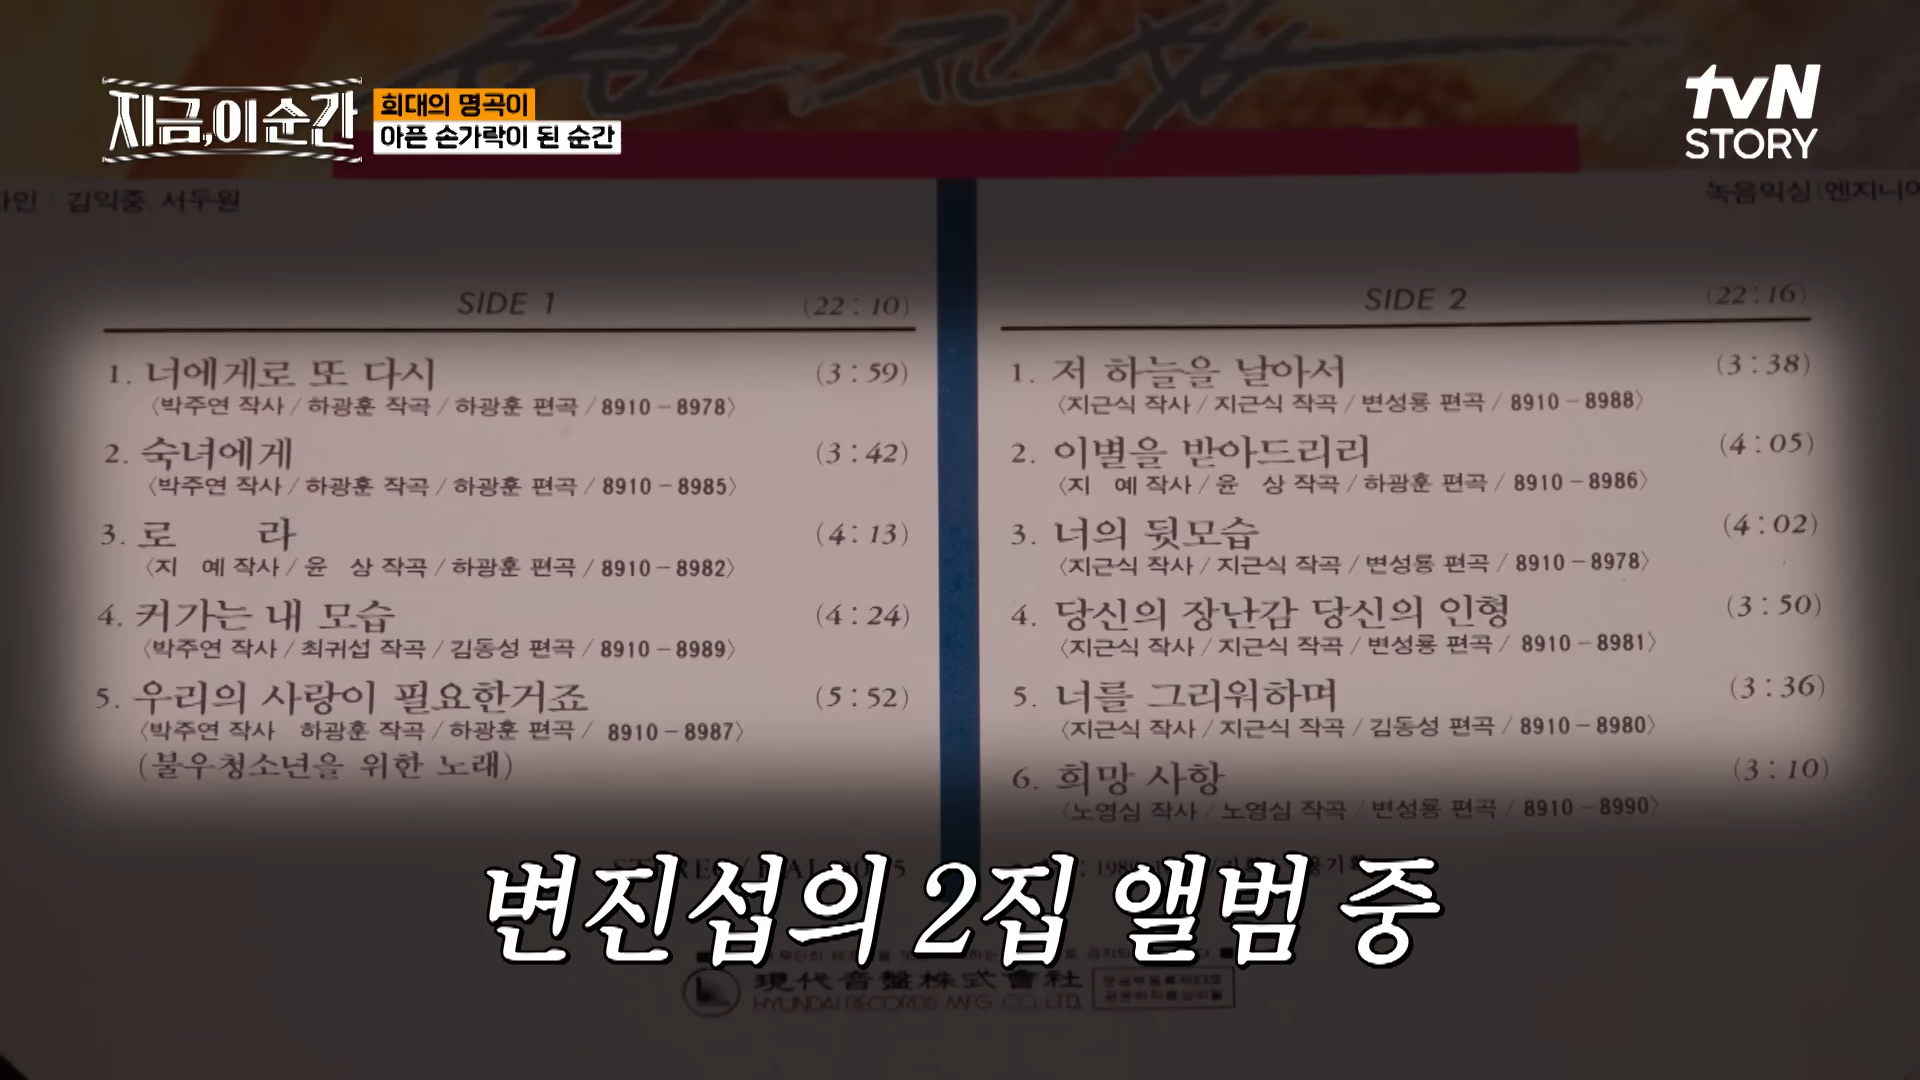 지금, 이 순간
희대의 명곡이
아픈 손가락이 된 순간
tvN
STORY
변진섭
김익중, 서두원
녹음믹싱(엔지니어
SIDE 1 (22:10)
1. 너에게로 또 다시 (3:59)
〈박주연 작사/하광훈 작곡/하광훈 편곡/8910-8978〉
2. 숙녀에게 (3:42)
〈박주연 작사/하광훈 작곡/하광훈 편곡/8910-8985〉
3. 로 라 (4:13)
〈지 예 작사/윤 상 작곡/하광훈 편곡/8910-8982〉
4. 커가는 내 모습 (4:24)
〈박주연 작사/최귀섭 작곡/김동성 편곡/8910-8989〉
5. 우리의 사랑이 필요한거죠 (5:52)
〈박주연 작사 하광훈 작곡/하광훈 편곡/ 8910-8987〉
(불우청소년을 위한 노래)
SIDE 2 (22:16)
1. 저 하늘을 날아서 (3:38)
〈지근식 작사/지근식 작곡/변성룡 편곡/8910-8988〉
2. 이별을 받아드리리 (4:05)
〈지 예 작사/윤 상 작곡/하광훈 편곡/8910-8986〉
3. 너의 뒷모습 (4:02)
〈지근식 작사/지근식 작곡/변성룡 편곡/8910-8978〉
4. 당신의 장난감 당신의 인형 (3:50)
〈지근식 작사/지근식 작곡/변성룡 편곡/8910-8981〉
5. 너를 그리워하며 (3:36)
〈지근식 작사/지근식 작곡/김동성 편곡/8910-8980〉
6. 희망 사항 (3:10)
〈노영심 작사/노영심 작곡/변성룡 편곡/8910-8990〉
변진섭의 2집 앨범 중
現代音盤株式會社
HYUNDAI RECORDS MFG. CO., LTD.